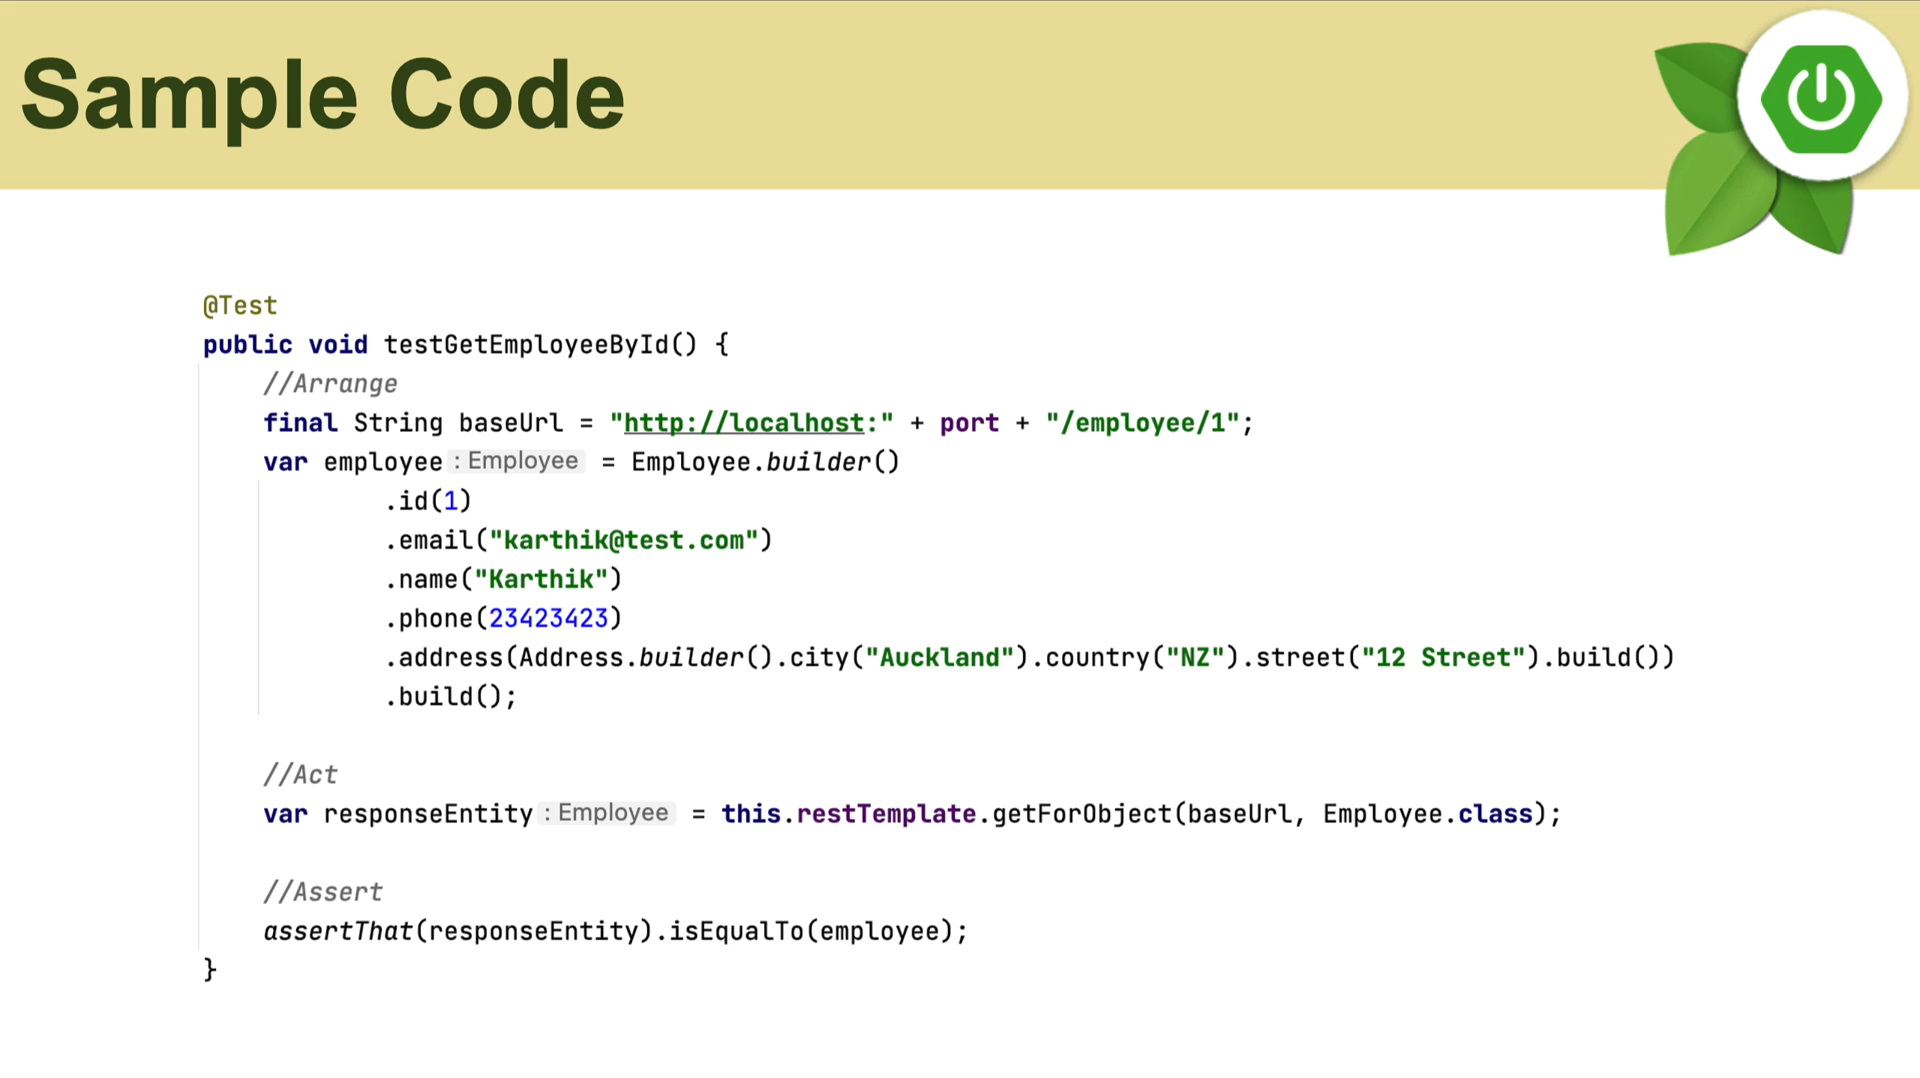 Sample Code
@Test
public void testGetEmployeeById() {
//Arrange
final String baseUrl = "http://localhost:" + port + "/employee/1";
var employee : Employee = Employee.builder()
.id(1)
.email("karthik@test.com")
.name("Karthik")
.phone(23423423)
.address(Address.builder().city("Auckland").country("NZ").street("12 Street").build())
.build();
//Act
var responseEntity : Employee = this.restTemplate.getForObject(baseUrl, Employee.class);
//Assert
assertThat(responseEntity).isEqualTo(employee);
}